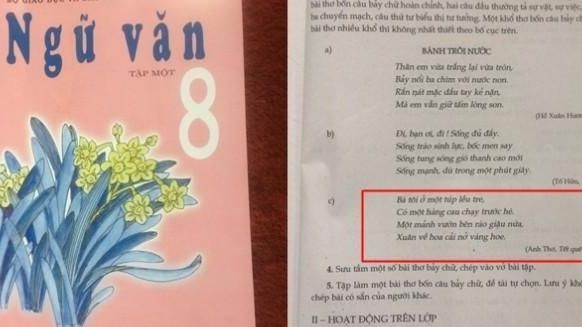 BỘ GIÁO DỤC VÀ
Ngữ văn
TẬP MỘT
8
bài thơ bốn câu bảy chữ hoàn chỉnh, hai câu đầu thường tả sự vật, sự việc,
ba chuyển mạch, câu thứ tư biểu thị tư tưởng. Một khổ thơ bốn câu bảy c
bài thơ nhiều khổ thì không nhất thiết theo bố cục trên.
a)
BÁNH TRÔI NƯỚC
Thân em vừa trắng lại vừa tròn,
Bảy nổi ba chìm với nước non.
Rắn nát mặc dầu tay kẻ nặn,
Mà em vẫn giữ tấm lòng son.
(Hồ Xuân Hươn
b)
Đi, bạn ơi, đi ! Sống đủ đầy.
Sống trào sinh lực, bốc men say
Sống tung sóng gió thanh cao mới
Sống mạnh, dù trong một phút giây.
(Tố Hữu,
c)
Bà tôi ở một túp lều tre,
Có một hàng cau chạy trước hè.
Một mảnh vườn bên rào giậu nứa,
Xuân về hoa cải nở vàng hoe.
(Anh Thơ, Tết quê
4. Sưu tầm một số bài thơ bảy chữ, chép vào vở bài tập.
5. Tập làm một bài thơ bốn câu bảy chữ, đề tài tự chọn. Lưu ý khô
chép bài có sẵn của người khác.
II – HOẠT ĐỘNG TRÊN LỚP